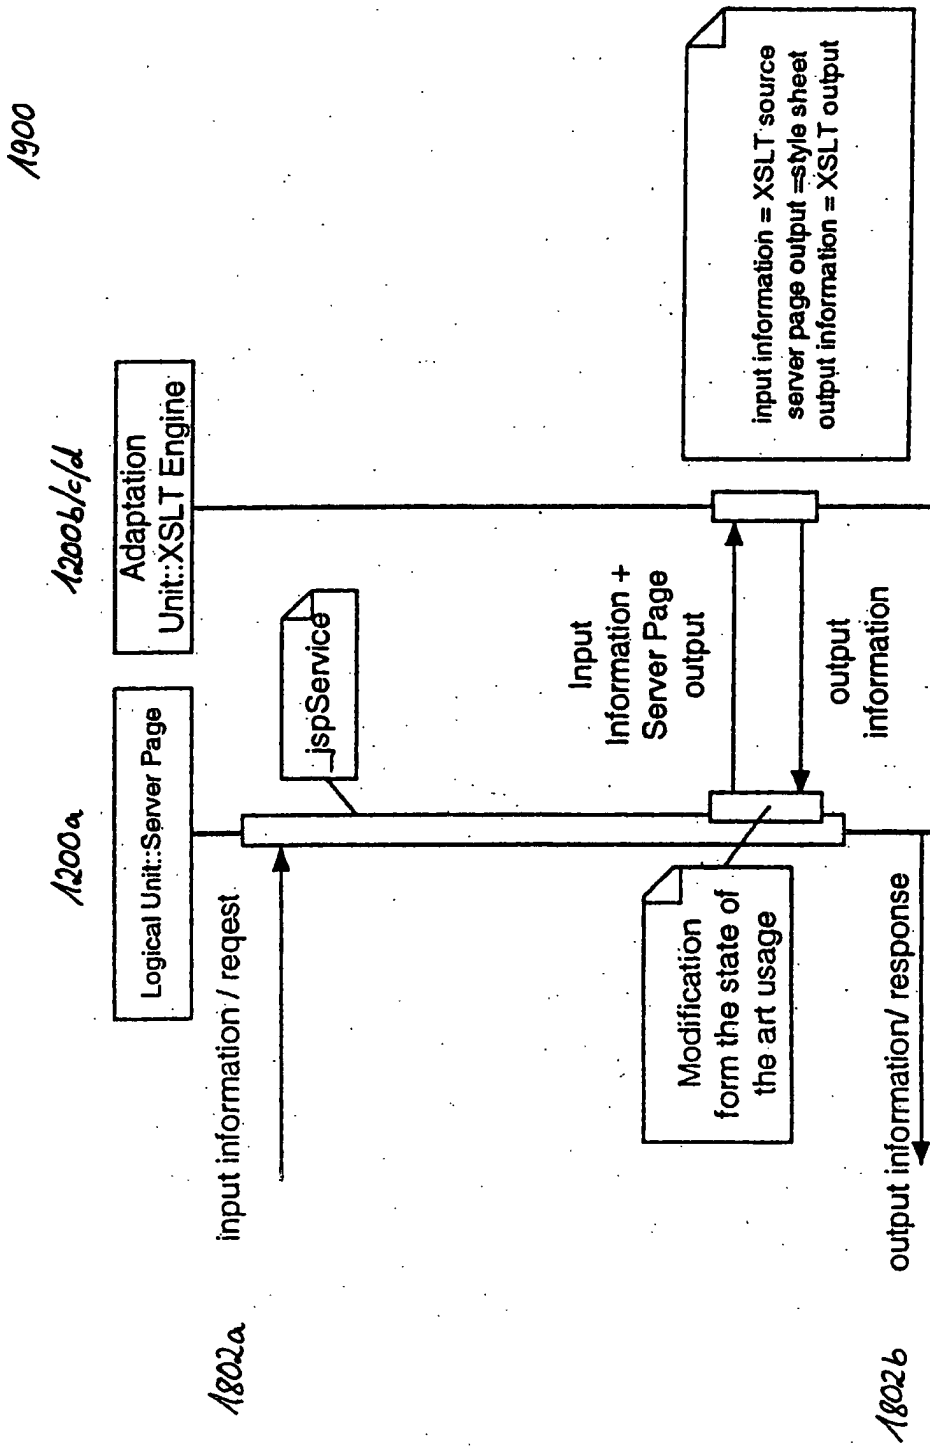 1900
1200a
1200b/c/d
Logical Unit::Server Page
Adaptation
Unit::XSLT Engine
18022a
input information / reqest
_jspService
Input
Information +
Server Page
output
input information = XSLT source
server page output =style sheet
output information = XSLT output
Modification
form the state of
the art usage
output
information
18022b
output information/ response